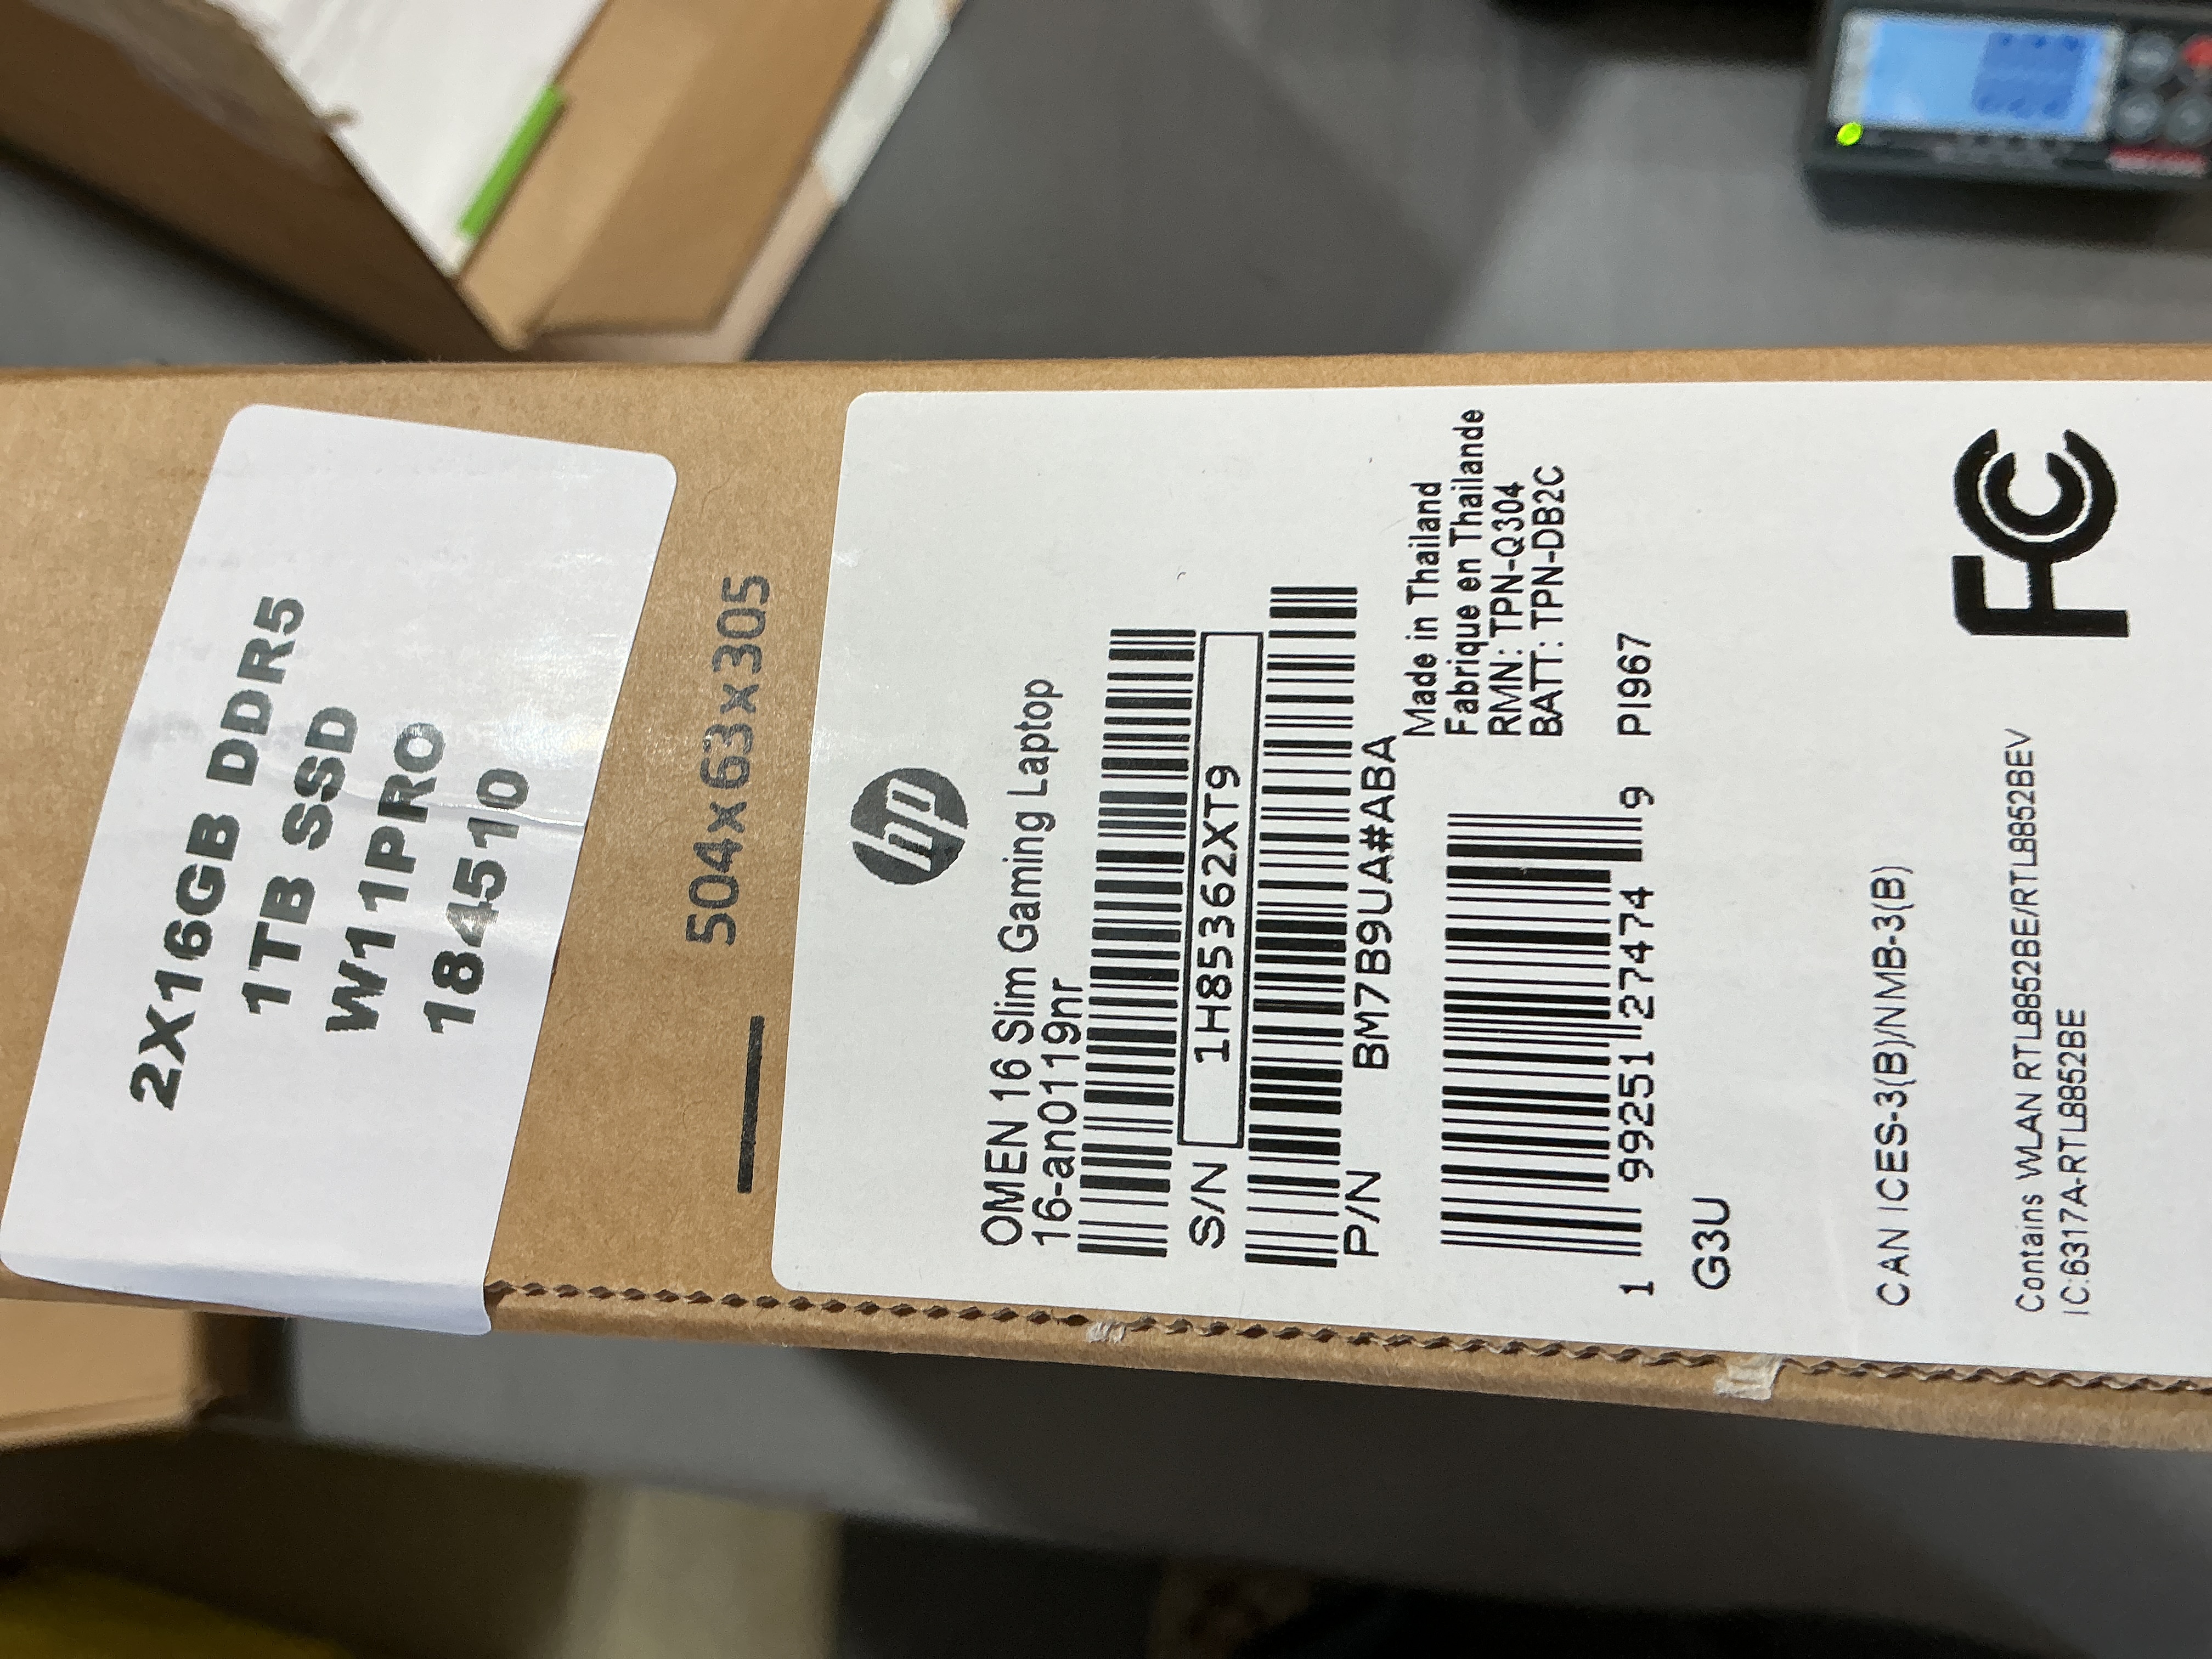 2X16GB DDR5
1TB SSD
W11PRO
184510
504x63x305
hp
OMEN 16 Slim Gaming Laptop
16-an0119nr
S/N 1H85362XT9
P/N BM7B9UA#ABA
Made in Thailand
Fabrique en Thailande
RMN: TPN-Q304
BATT: TPN-DB2C
1 99251 27474 9 PI967
G3U
CAN ICES-3(B)/NMB-3(B)
Contains WLAN RTL8852BE/RTL8852BEV
IC:6317A-RTL8852BE
FC